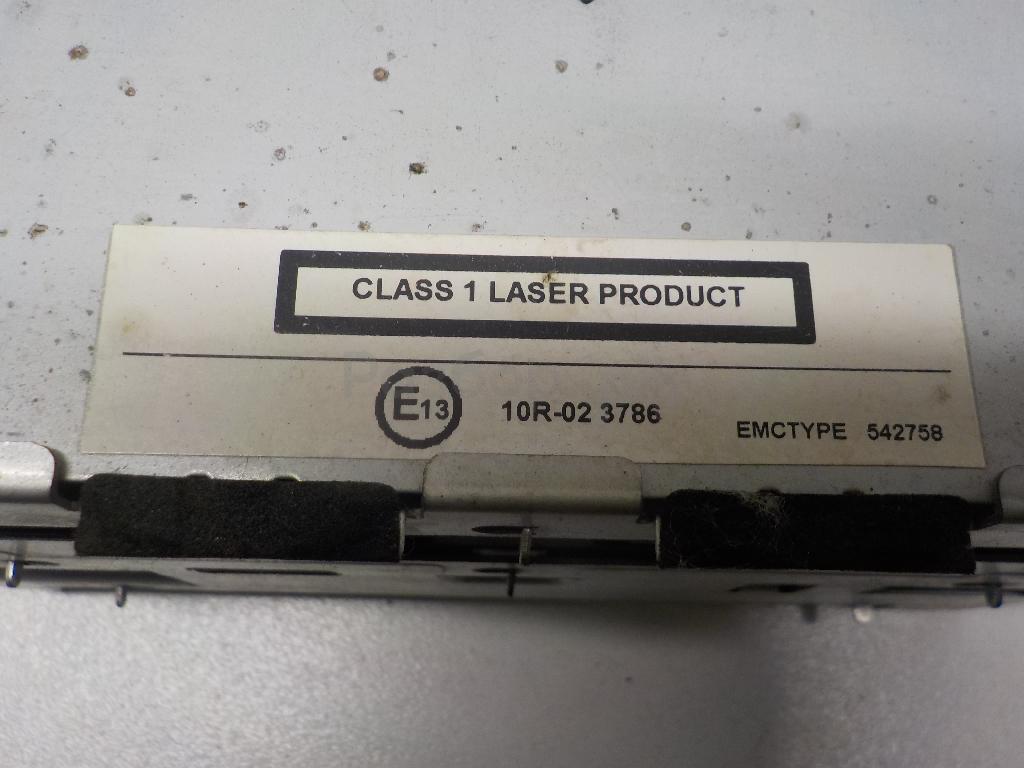 CLASS 1 LASER PRODUCT
E13 10R-02 3786 EMCTYPE 542758